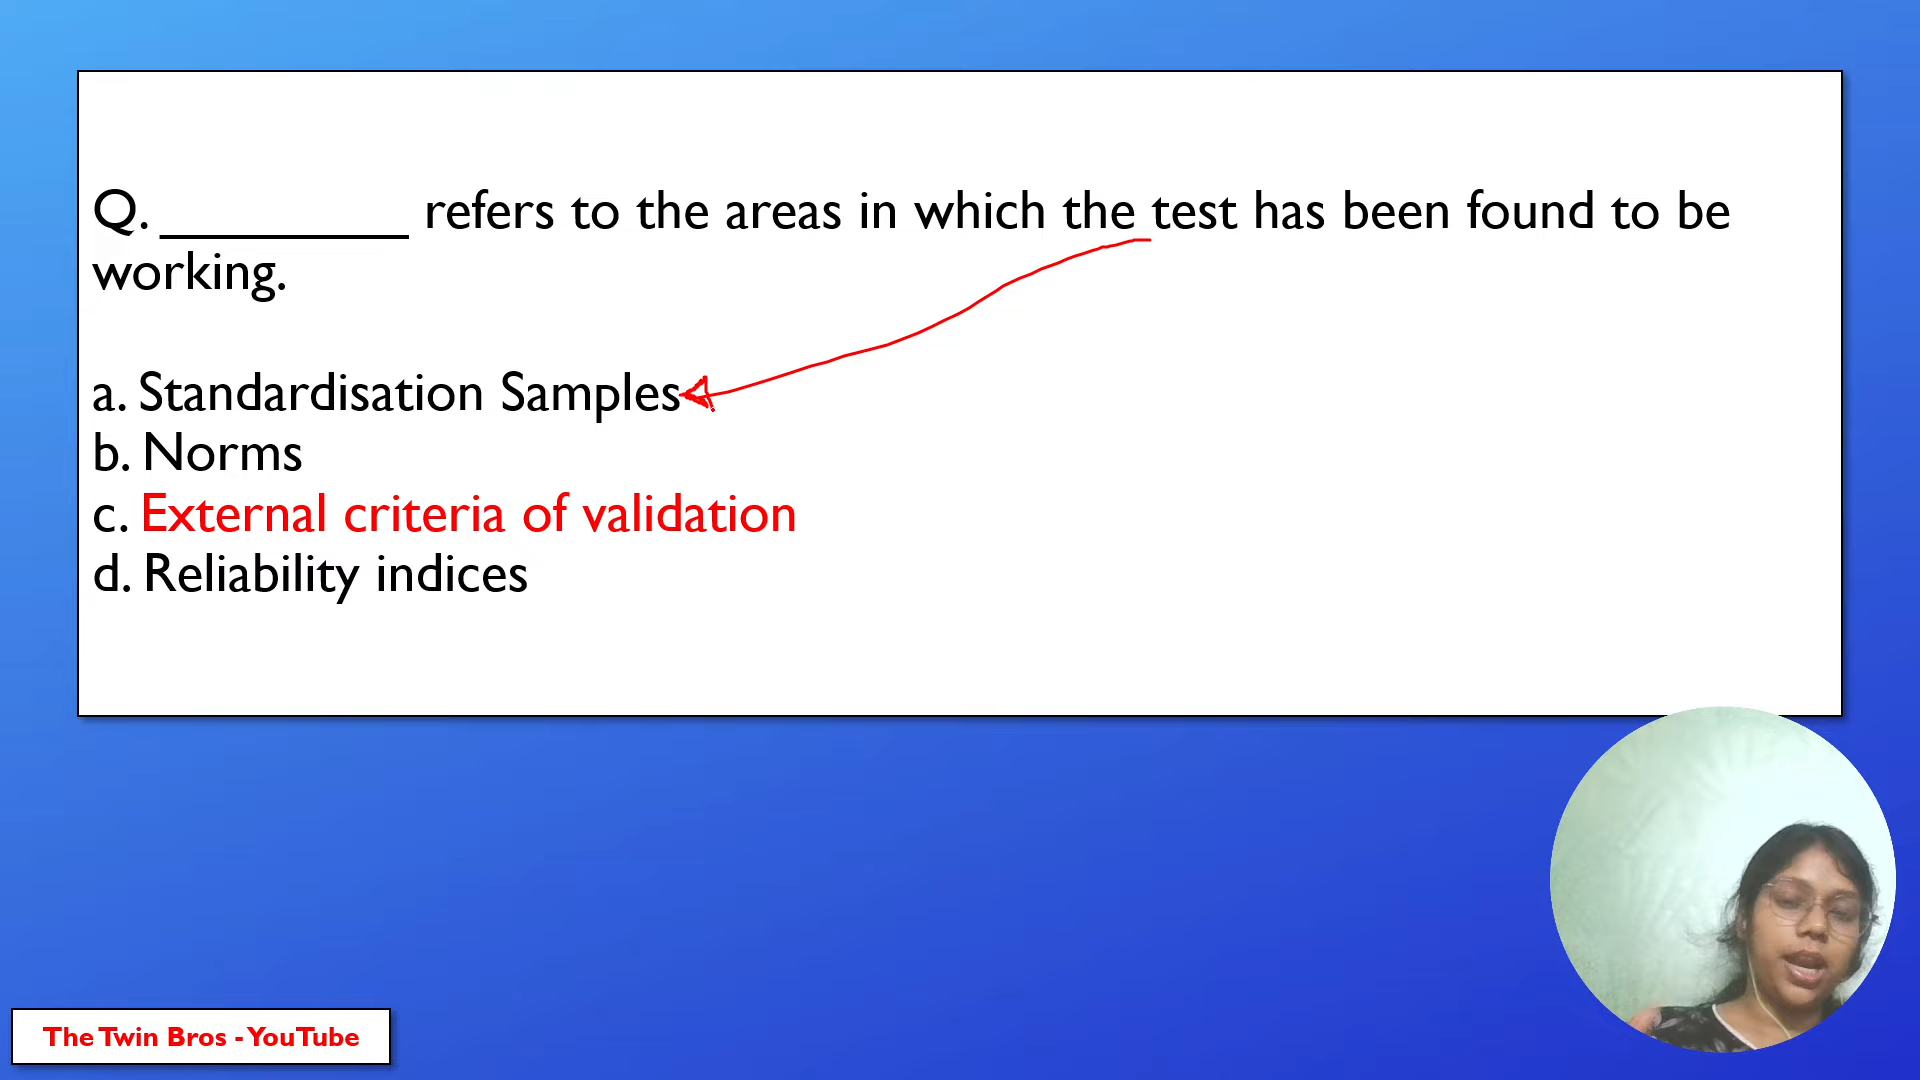 Q. _________ refers to the areas in which the test has been found to be
working.
a. Standardisation Samples
b. Norms
c. External criteria of validation
d. Reliability indices
The Twin Bros - YouTube